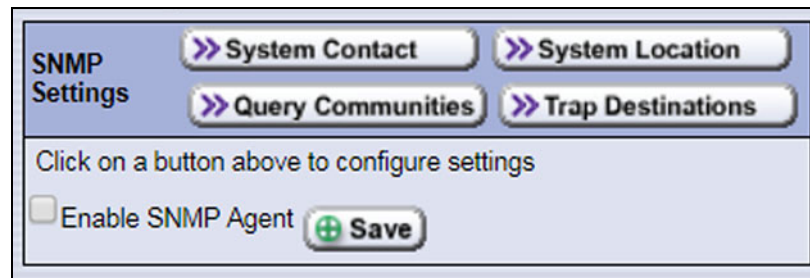 SNMP
Settings
System Contact
System Location
Query Communities
Trap Destinations
Click on a button above to configure settings
Enable SNMP Agent
Save